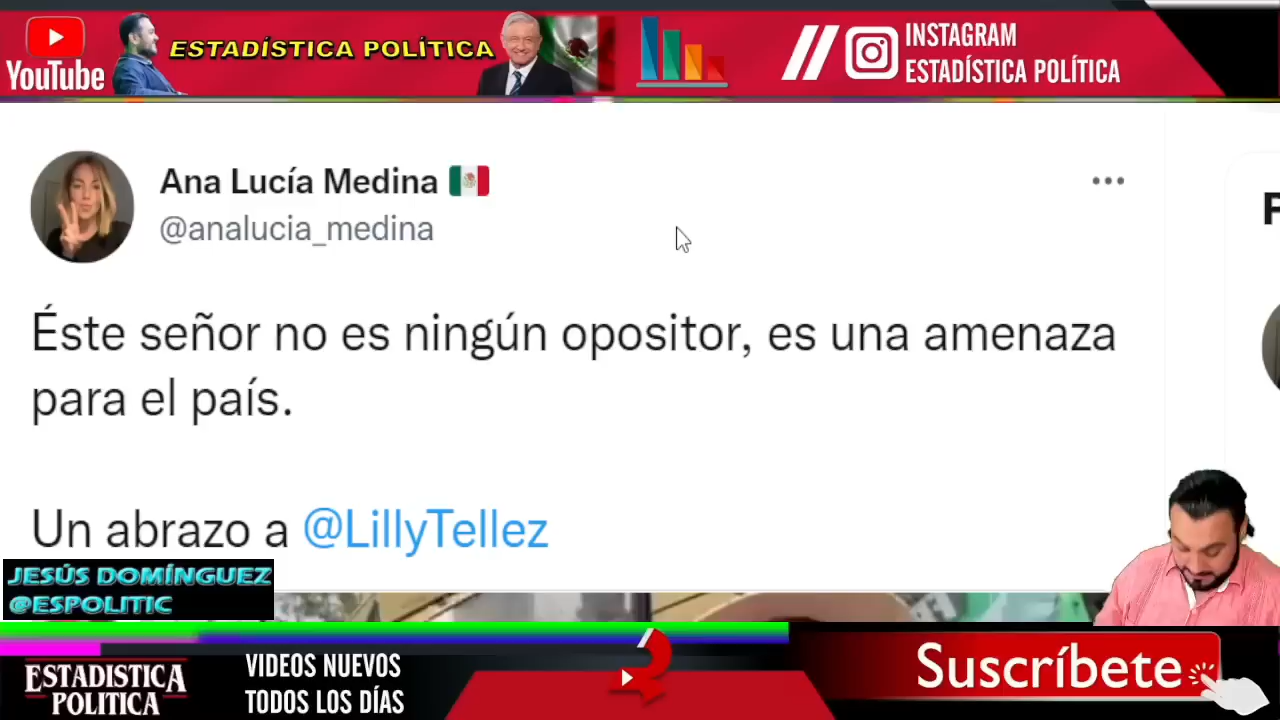 YouTube
ESTADÍSTICA POLÍTICA
INSTAGRAM
ESTADÍSTICA POLÍTICA
Ana Lucía Medina
@analucia_medina
Éste señor no es ningún opositor, es una amenaza
para el país.
Un abrazo a @LillyTellez
JESÚS DOMÍNGUEZ
@ESPOLITIC
ESTADISTICA
POLÍTICA
VIDEOS NUEVOS
TODOS LOS DÍAS
Suscríbete